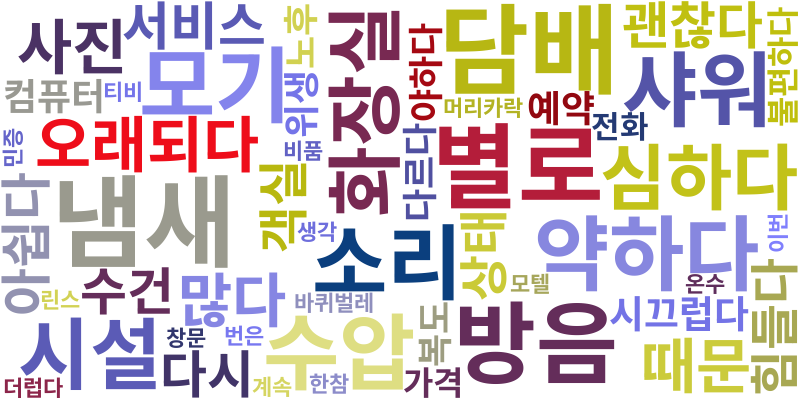 서비스
사진
모기
노후
화장실
야하다
담배
괜찮다
샤워
불편하다
컴퓨터
티비
위생
머리카락
예약
전화
민증
오래되다
비품
다르다
별로
심하다
아쉽다
냄새
객실
생각
소리
상태
약하다
이번
수건
많다
린스
바퀴벌레
모텔
온수
시설
창문
번은
수압
복도
방음
시끄럽다
힘들다
더럽다
다시
계속
한참
가격
때문